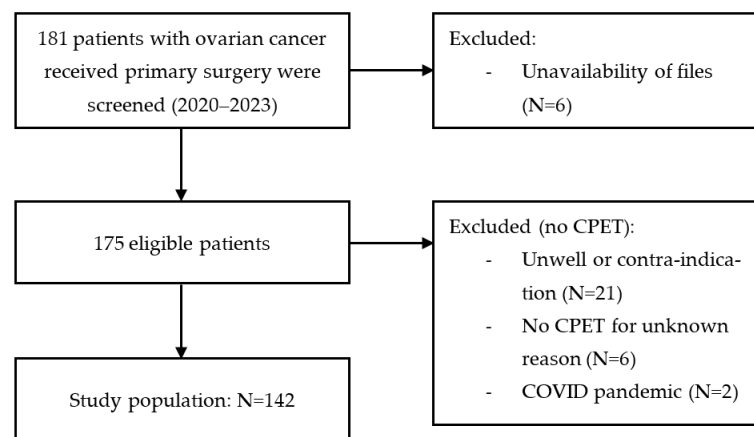 181 patients with ovarian cancer
received primary surgery were
screened (2020–2023)
Excluded:
- Unavailability of files
(N=6)
175 eligible patients
Excluded (no CPET):
- Unwell or contra-indica-
tion (N=21)
- No CPET for unknown
reason (N=6)
- COVID pandemic (N=2)
Study population: N=142